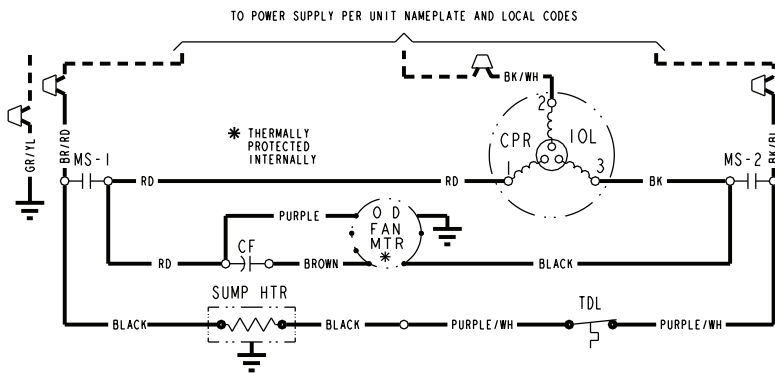 TO POWER SUPPLY PER UNIT NAMEPLATE AND LOCAL CODES
BK/WH
GR/YL
BR/RD
BK/BL
* THERMALLY
PROTECTED
INTERNALLY
2
CPR
IOL
1
3
MS-1
MS-2
RD
RD
BK
PURPLE
O D
FAN
MTR
*
CF
RD
BROWN
BLACK
SUMP HTR
TDL
BLACK
BLACK
PURPLE/WH
PURPLE/WH